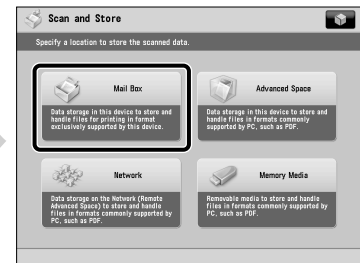 Scan and Store
Specify a location to store the scanned data.
Mail Box
Data storage in this device to store and
handle files for printing in format
exclusively supported by this device.
Advanced Space
Data storage in this device to store and
handle files in formats commonly
supported by PC, such as PDF.
Network
Data storage on the Network (Remote
Advanced Space) to store and handle
files in formats commonly supported by
PC, such as PDF.
Memory Media
Removable media to store and handle
files in formats commonly supported by
PC, such as PDF.